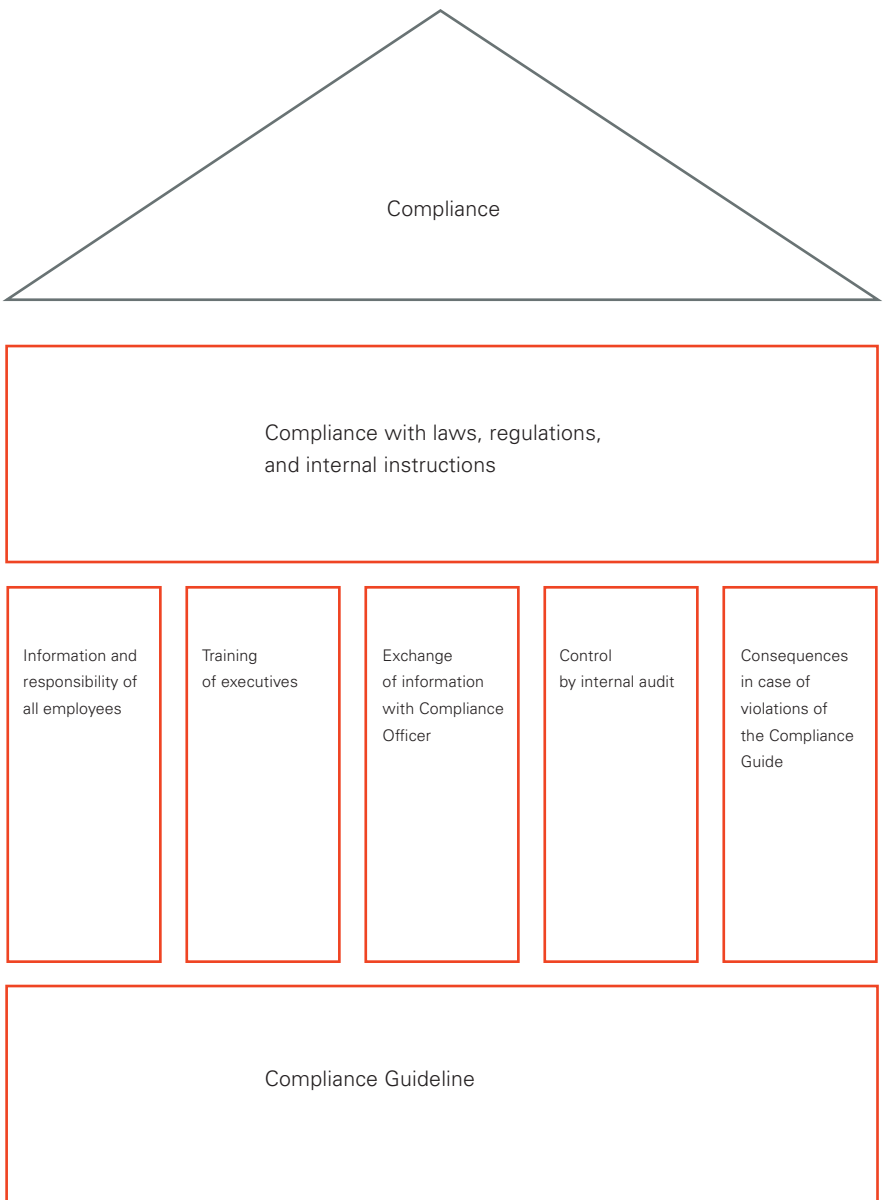 Compliance
Compliance with laws, regulations,
and internal instructions
Information and
responsibility of
all employees
Training
of executives
Exchange
of information
with Compliance
Officer
Control
by internal audit
Consequences
in case of
violations of
the Compliance
Guide
Compliance Guideline